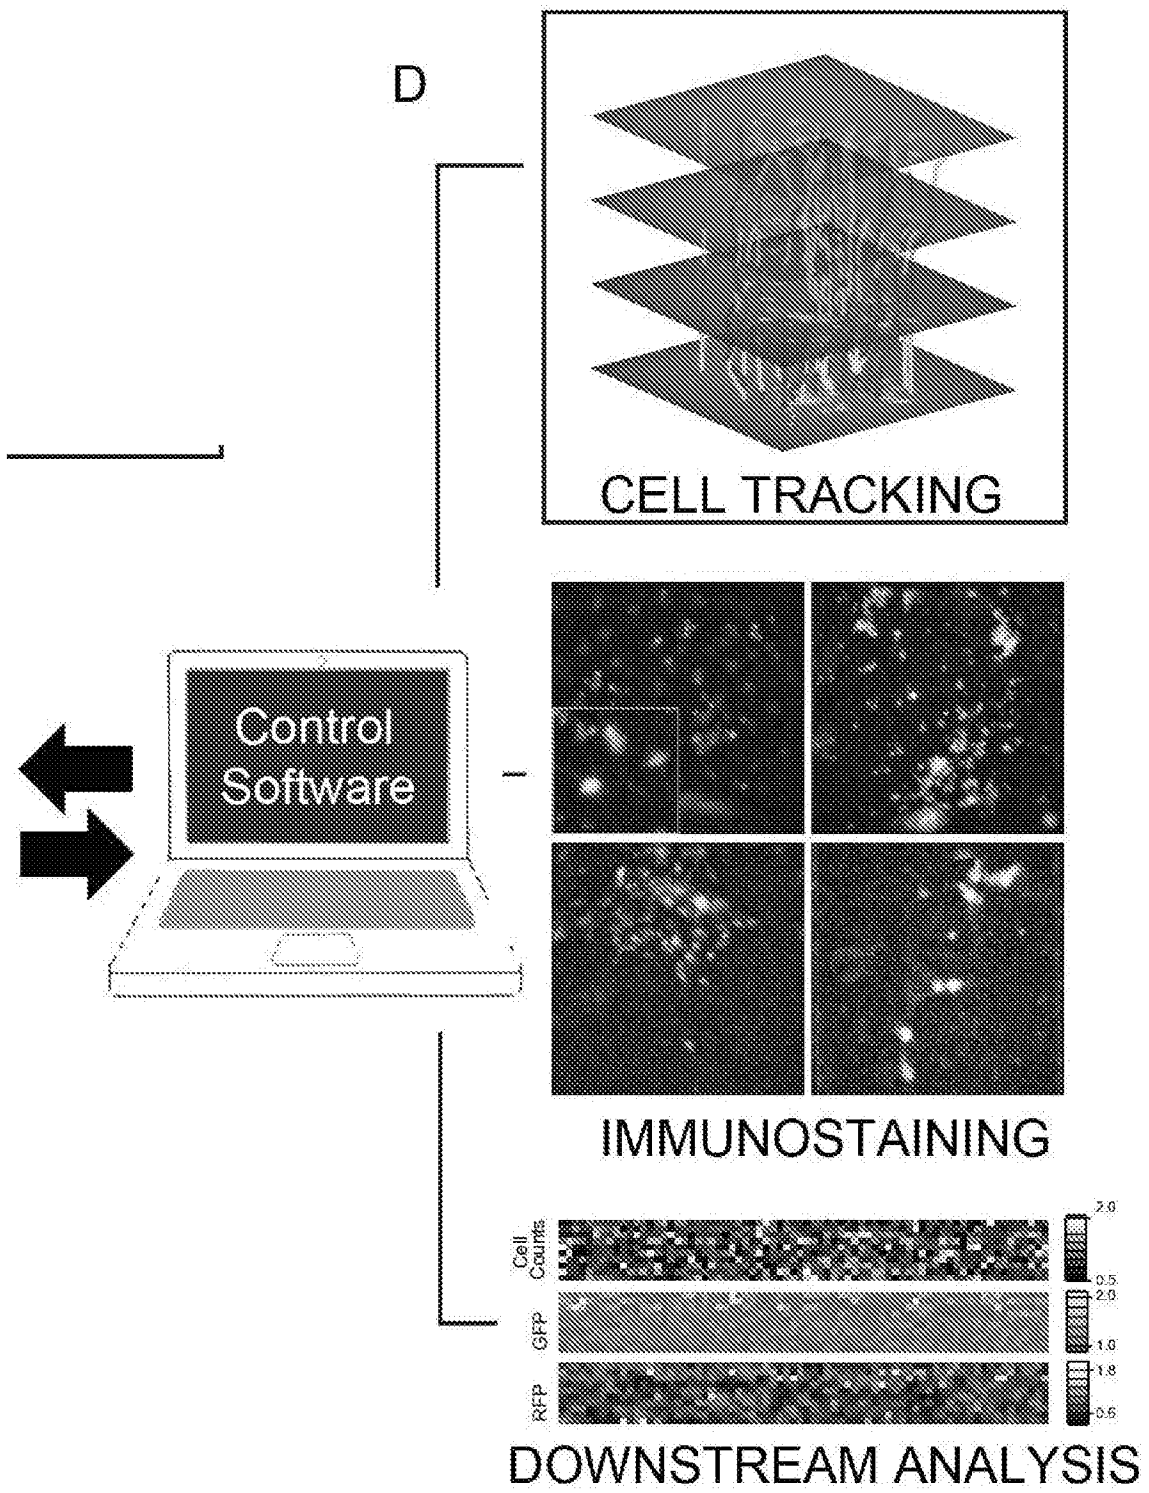 D
CELL TRACKING
Control
Software
IMMUNOSTAINING
Cell
Counts
2.0
0.5
GFP
2.0
1.0
RFP
1.8
0.6
DOWNSTREAM ANALYSIS